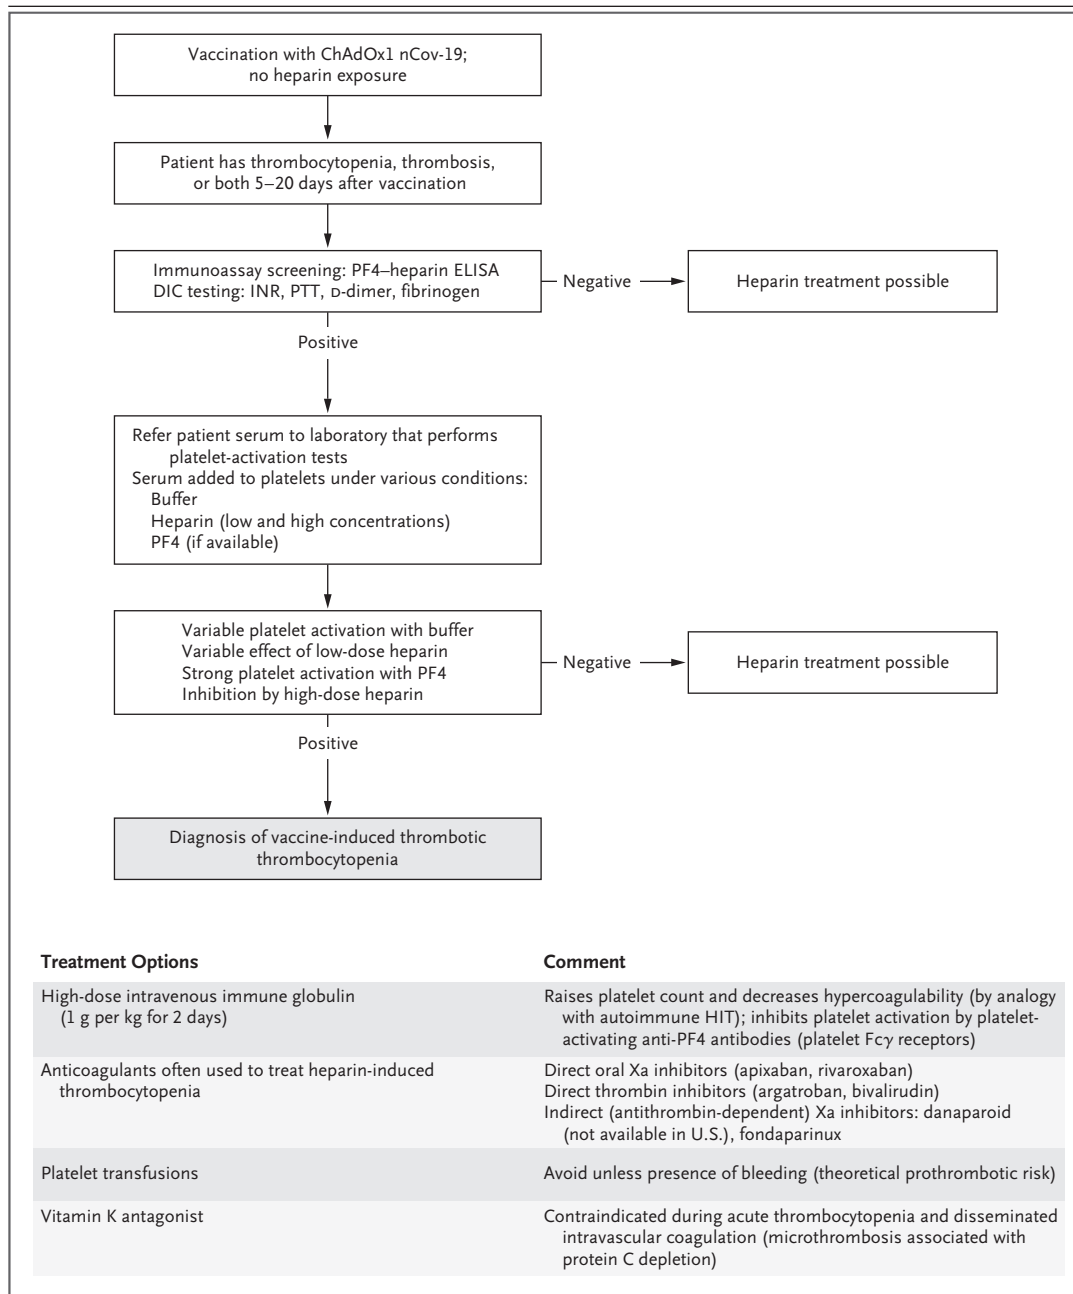 Vaccination with ChAdOx1 nCov-19;
no heparin exposure
Patient has thrombocytopenia, thrombosis,
or both 5–20 days after vaccination
Immunoassay screening: PF4–heparin ELISA
DIC testing: INR, PTT, D-dimer, fibrinogen
Negative
Heparin treatment possible
Positive
Refer patient serum to laboratory that performs
platelet-activation tests
Serum added to platelets under various conditions:
Buffer
Heparin (low and high concentrations)
PF4 (if available)
Variable platelet activation with buffer
Variable effect of low-dose heparin
Strong platelet activation with PF4
Inhibition by high-dose heparin
Negative
Heparin treatment possible
Positive
Diagnosis of vaccine-induced thrombotic
thrombocytopenia
Treatment Options
Comment
High-dose intravenous immune globulin
(1 g per kg for 2 days)
Raises platelet count and decreases hypercoagulability (by analogy
with autoimmune HIT); inhibits platelet activation by platelet-
activating anti-PF4 antibodies (platelet Fcγ receptors)
Anticoagulants often used to treat heparin-induced
thrombocytopenia
Direct oral Xa inhibitors (apixaban, rivaroxaban)
Direct thrombin inhibitors (argatroban, bivalirudin)
Indirect (antithrombin-dependent) Xa inhibitors: danaparoid
(not available in U.S.), fondaparinux
Platelet transfusions
Avoid unless presence of bleeding (theoretical prothrombotic risk)
Vitamin K antagonist
Contraindicated during acute thrombocytopenia and disseminated
intravascular coagulation (microthrombosis associated with
protein C depletion)